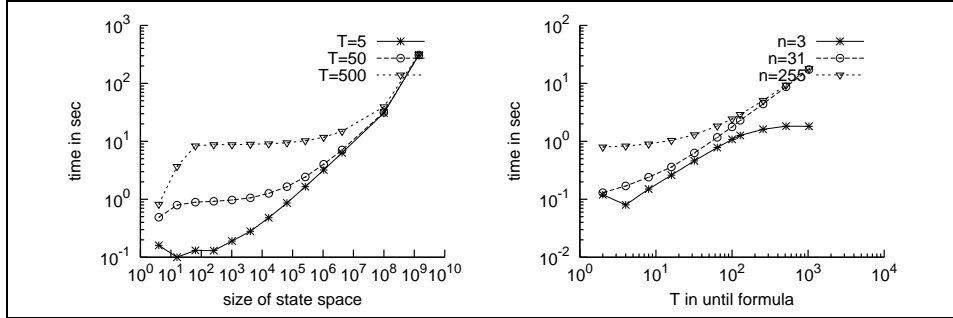 10^3
10^2
10^1
10^0
10^-1
time in sec
T=5
T=50
T=500
10^0 10^1 10^2 10^3 10^4 10^5 10^6 10^7 10^8 10^9 10^10
size of state space
10^2
10^1
10^0
10^-1
10^-2
time in sec
n=3
n=31
n=255
10^0 10^1 10^2 10^3 10^4
T in until formula